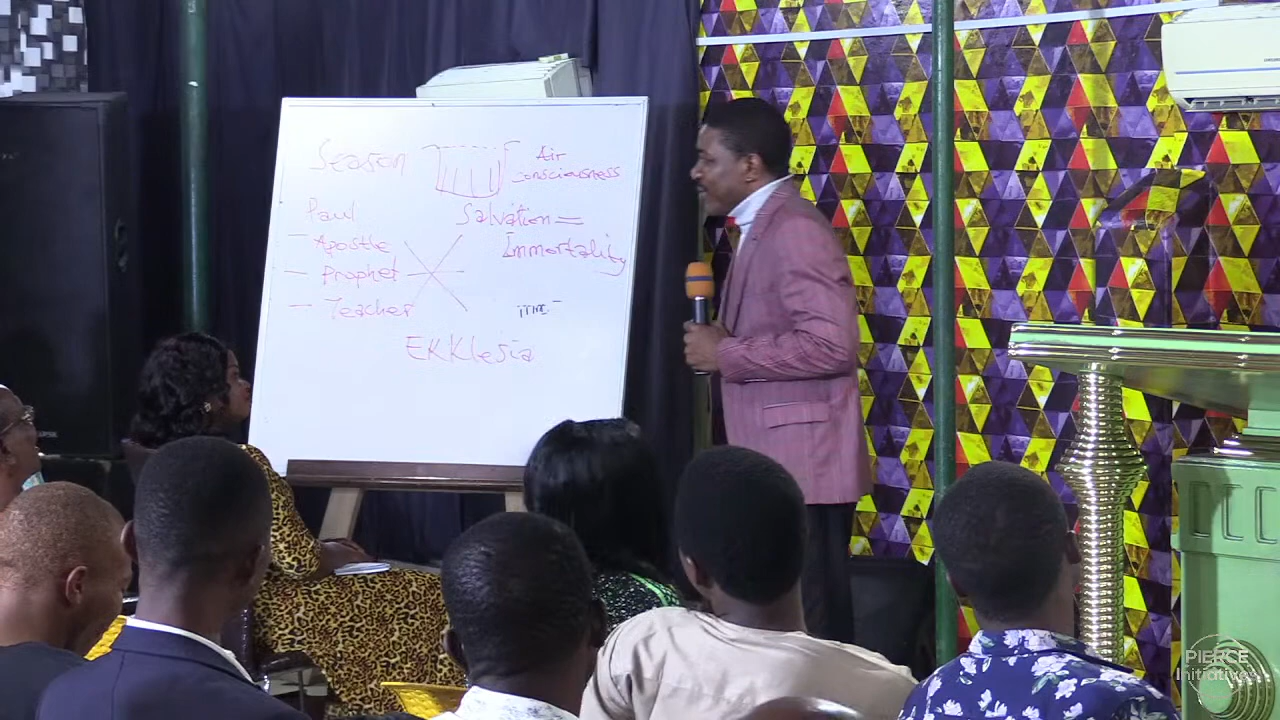 Season
Air
consciousness
Paul
Salvation =
Immortality
– Apostle
– Prophet
– Teacher
EKKlesia
PIERCE
Initiatives